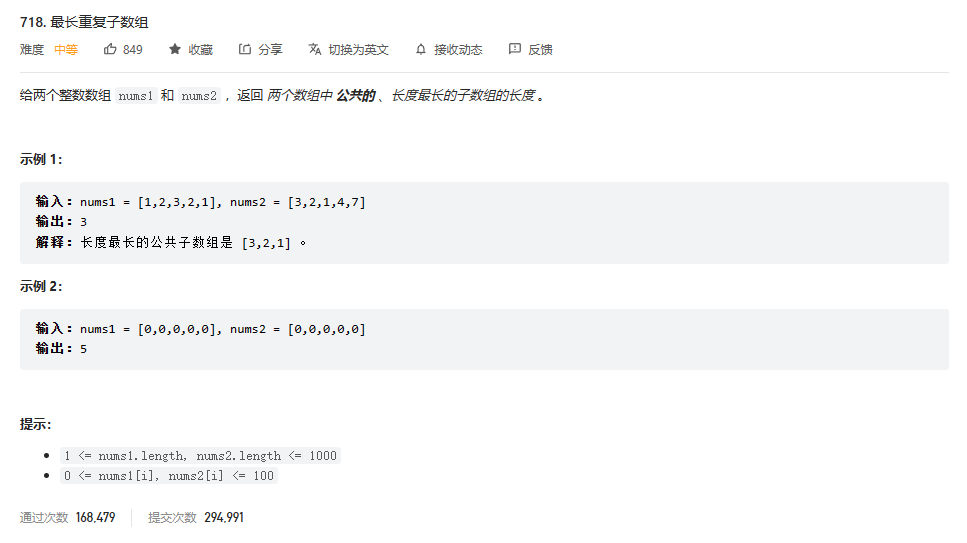 718. 最长重复子数组
难度 中等 849 收藏 分享 切换为英文 接收动态 反馈
给两个整数数组 nums1 和 nums2 ，返回 两个数组中 公共的 、长度最长的子数组的长度 。
示例 1：
输入：nums1 = [1,2,3,2,1], nums2 = [3,2,1,4,7]
输出：3
解释：长度最长的公共子数组是 [3,2,1] 。
示例 2：
输入：nums1 = [0,0,0,0,0], nums2 = [0,0,0,0,0]
输出：5
提示：
1 <= nums1.length, nums2.length <= 1000
0 <= nums1[i], nums2[i] <= 100
通过次数 168,479 提交次数 294,991